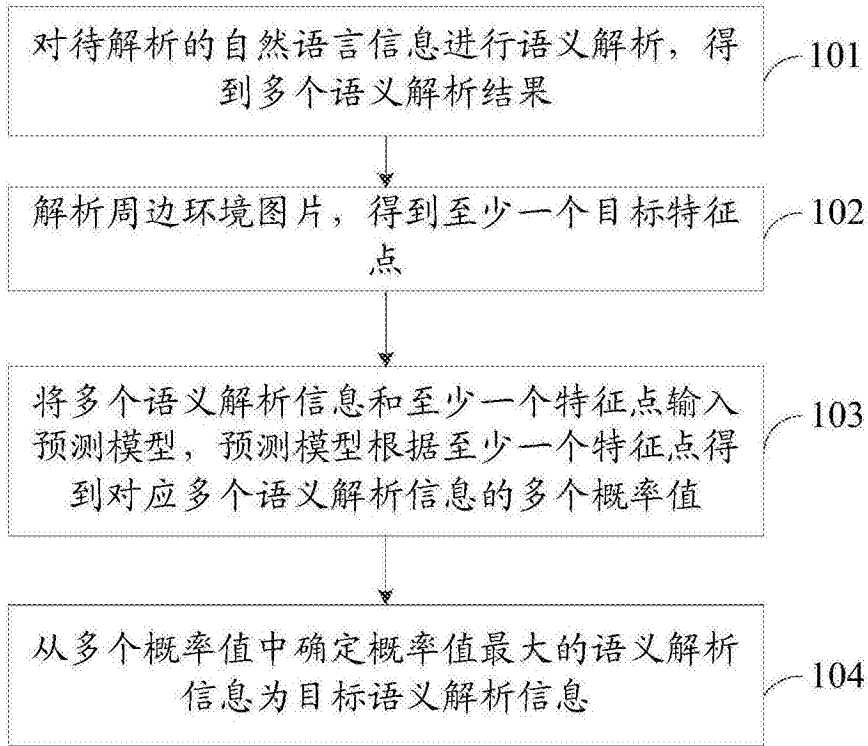 对待解析的自然语言信息进行语义解析，得
到多个语义解析结果
101
解析周边环境图片，得到至少一个目标特征
点
102
将多个语义解析信息和至少一个特征点输入
预测模型，预测模型根据至少一个特征点得
到对应多个语义解析信息的多个概率值
103
从多个概率值中确定概率值最大的语义解析
信息为目标语义解析信息
104